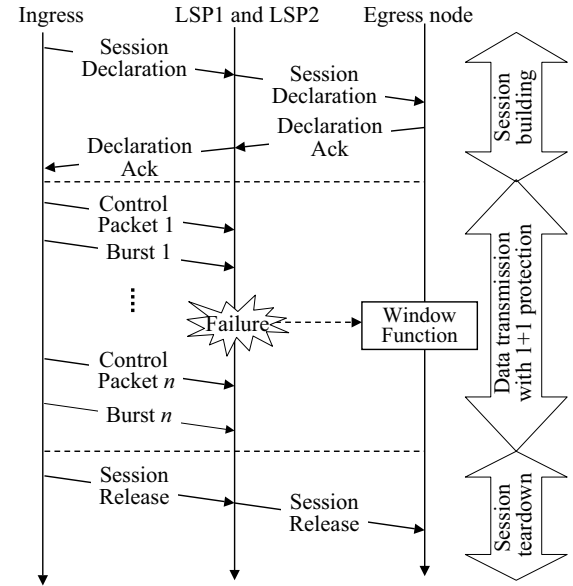 Ingress
LSP1 and LSP2
Egress node
Session
Declaration
Session
Declaration
Declaration
Ack
Declaration
Ack
Session
building
Control
Packet 1
Burst 1
Failure
Window
Function
Control
Packet n
Burst n
Data transmission
with 1+1 protection
Session
Release
Session
Release
Session
teardown